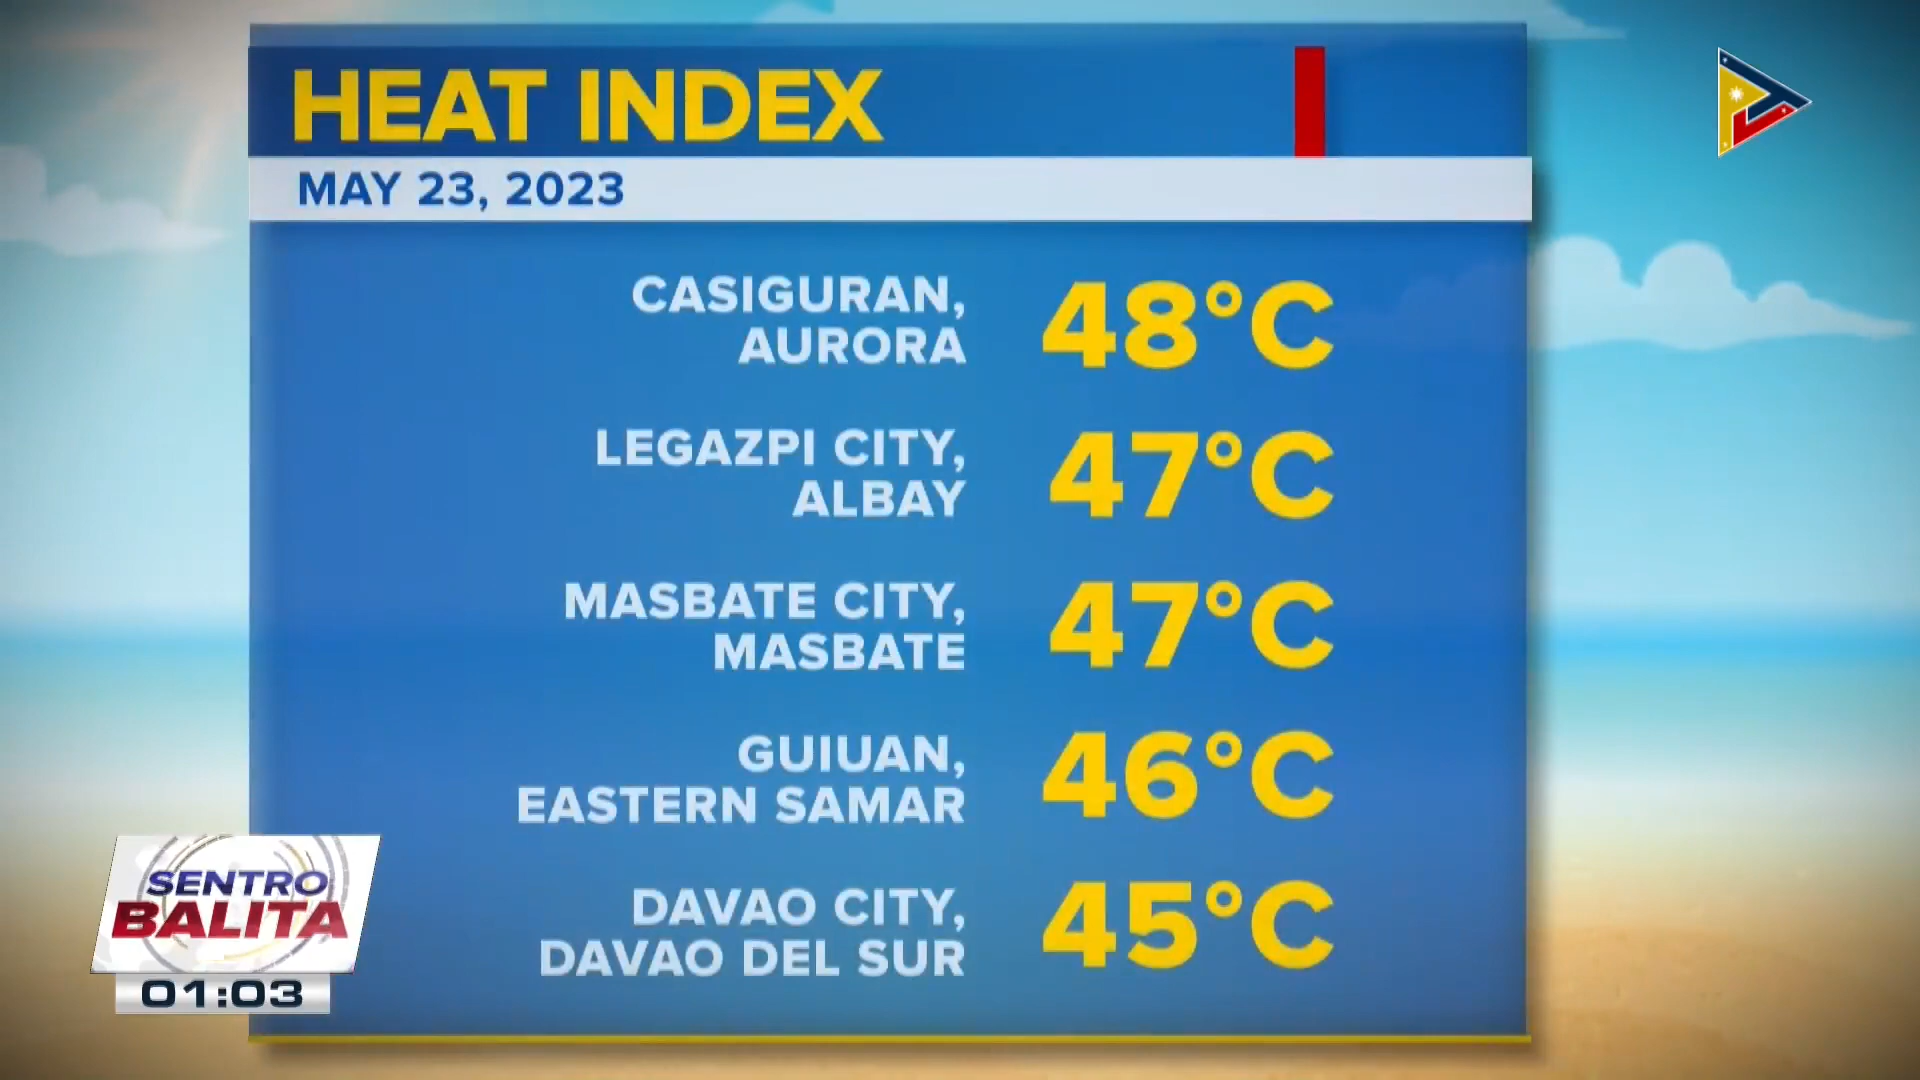 HEAT INDEX
MAY 23, 2023
CASIGURAN,
AURORA
48°C
LEGAZPI CITY,
ALBAY
47°C
MASBATE CITY,
MASBATE
47°C
GUIUAN,
EASTERN SAMAR
46°C
DAVAO CITY,
DAVAO DEL SUR
45°C
SENTRO
BALITA
01:03